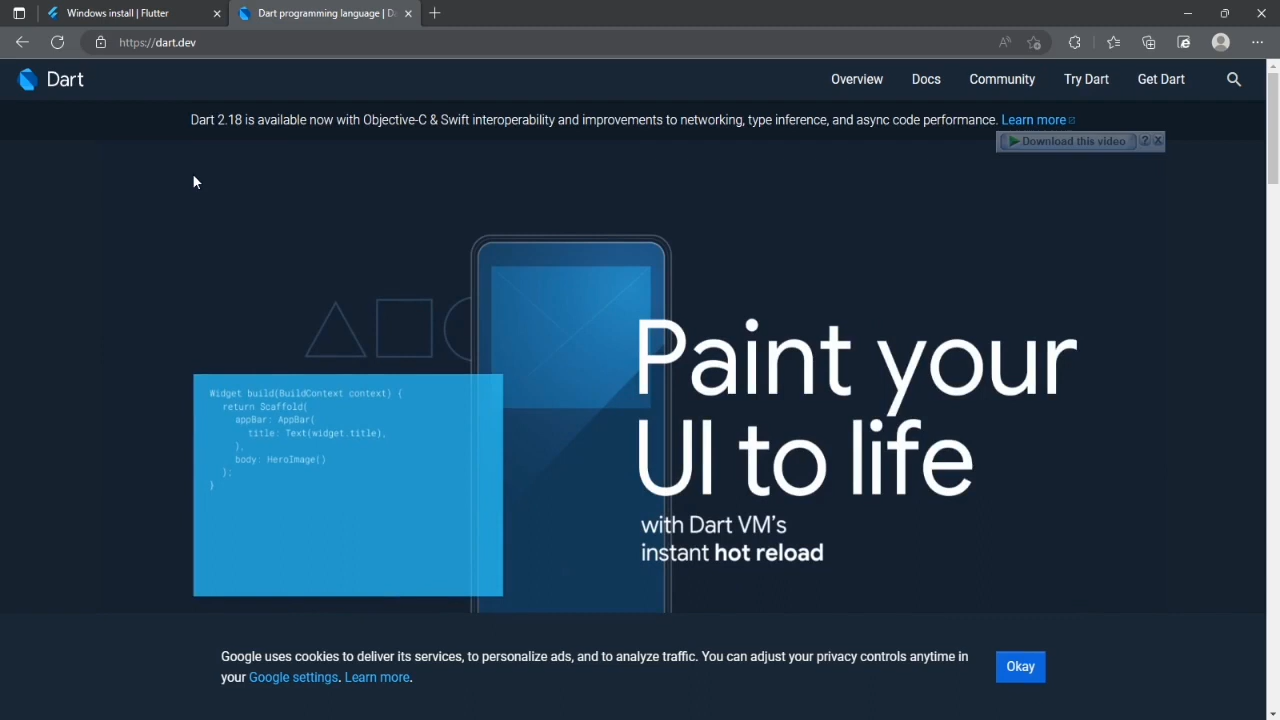 Windows install | Flutter
Dart programming language | Da
https://dart.dev
Dart
Overview
Docs
Community
Try Dart
Get Dart
Dart 2.18 is available now with Objective-C & Swift interoperability and improvements to networking, type inference, and async code performance. Learn more
Download this video
Widget build(BuildContext context) {
return Scaffold(
appBar: AppBar(
title: Text(widget.title),
),
body: HeroImage()
);
}
Paint your
UI to life
with Dart VM's
instant hot reload
Google uses cookies to deliver its services, to personalize ads, and to analyze traffic. You can adjust your privacy controls anytime in
your Google settings. Learn more.
Okay